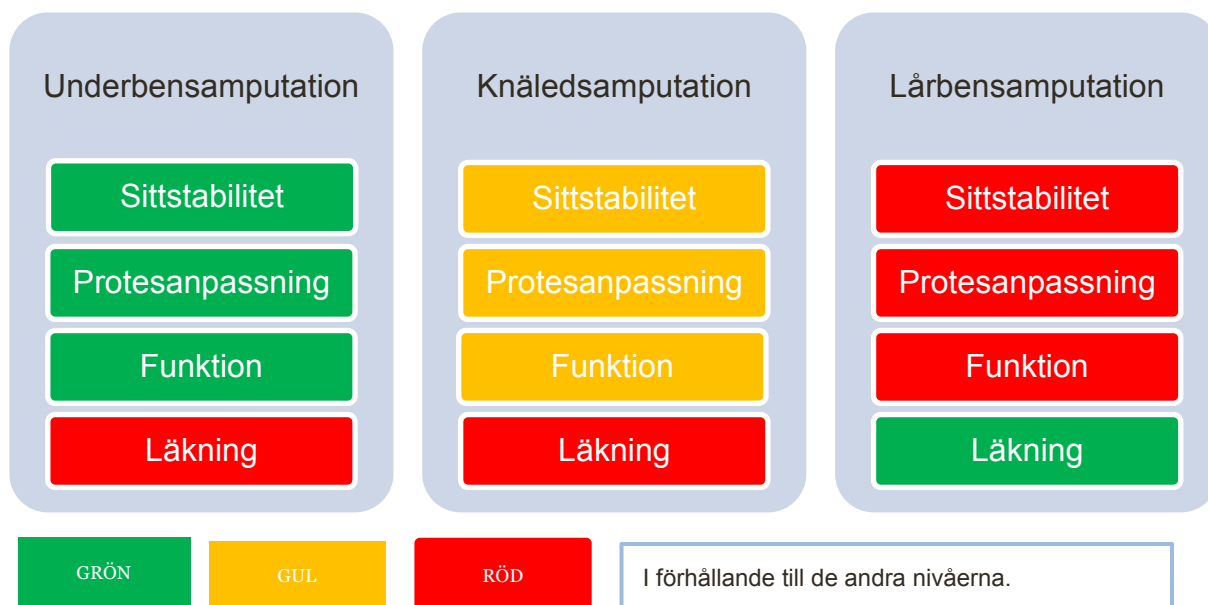 Underbensamputation
Sittstabilitet
Protesanpassning
Funktion
Läkning
Knäledsamputation
Sittstabilitet
Protesanpassning
Funktion
Läkning
Lårbensamputation
Sittstabilitet
Protesanpassning
Funktion
Läkning
GRÖN
GUL
RÖD
I förhållande till de andra nivåerna.